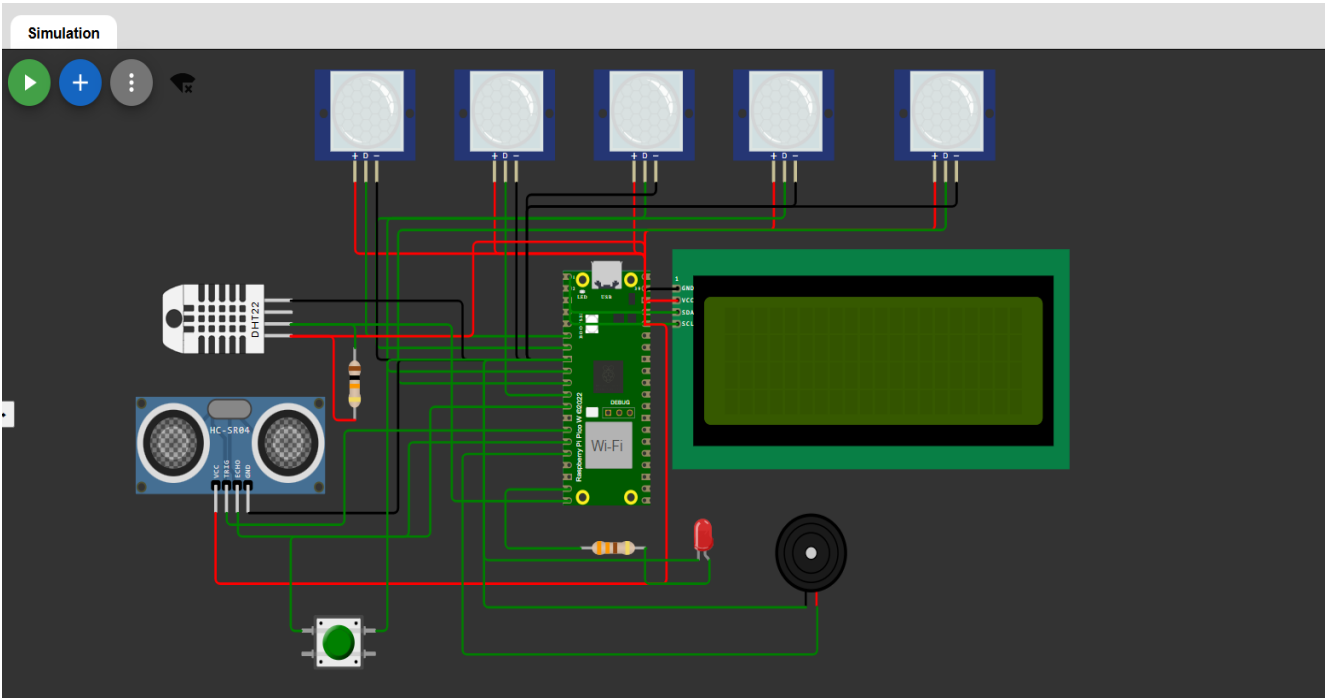 Simulation
+ D -
+ D -
+ D -
+ D -
+ D -
1
GND
VCC
SDA
SCL
LED
USB
DHT22
DEBUG
Raspberry Pi Pico W ©2022
Wi-Fi
HC-SR04
VCC
TRIG
ECHO
GND